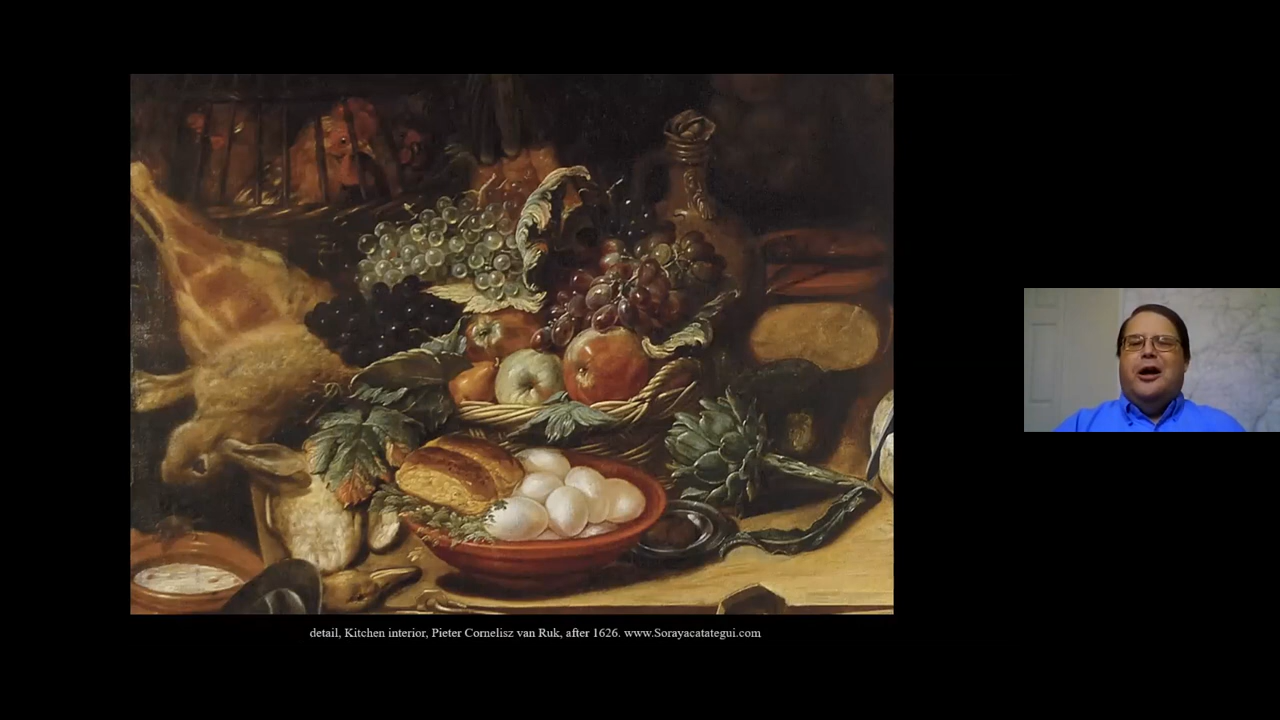 detail, Kitchen interior, Pieter Cornelisz van Ruk, after 1626. www.Sorayacatategui.com